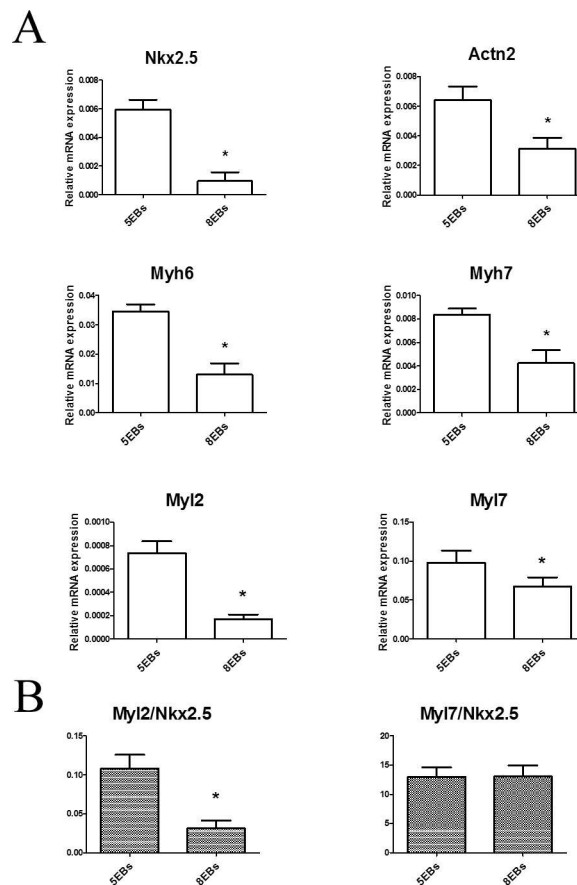 A
Nkx2.5
Relative mRNA expression
0.008
0.006
0.004
0.002
0.000
*
5EBs
8EBs
Actn2
Relative mRNA expression
0.008
0.006
0.004
0.002
0.000
*
5EBs
8EBs
Myh6
Relative mRNA expression
0.04
0.03
0.02
0.01
0.00
*
5EBs
8EBs
Myh7
Relative mRNA expression
0.010
0.008
0.006
0.004
0.002
0.000
*
5EBs
8EBs
Myl2
Relative mRNA expression
0.0010
0.0008
0.0006
0.0004
0.0002
0.0000
*
5EBs
8EBs
Myl7
Relative mRNA expression
0.15
0.10
0.05
0.00
*
5EBs
8EBs
B
Myl2/Nkx2.5
0.15
0.10
0.05
0.00
*
5EBs
8EBs
Myl7/Nkx2.5
20
15
10
5
0
5EBs
8EBs